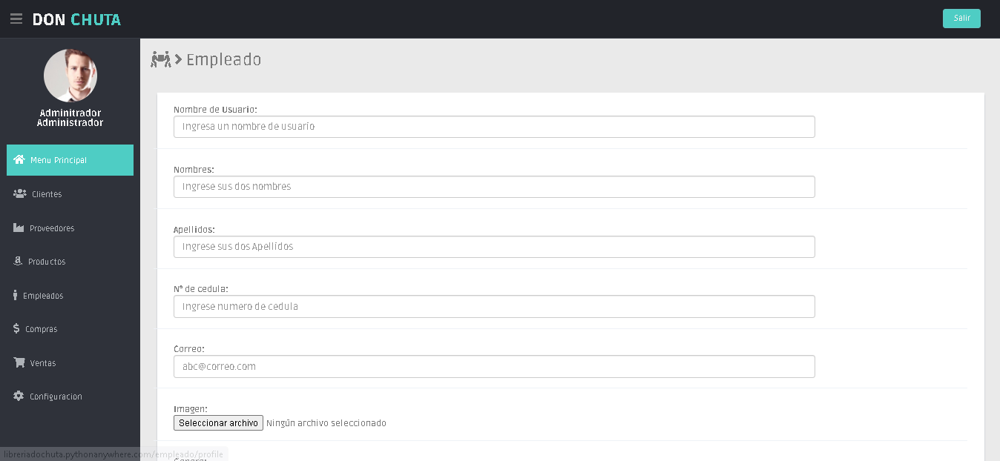 DON CHUTA
Salir
Adminitrador
Administrador
Menu Principal
Clientes
Proveedores
Productos
Empleados
Compras
Ventas
Configuracion
Empleado
Nombre de Usuario:
Ingresa un nombre de usuario
Nombres:
Ingrese sus dos nombres
Apellidos:
Ingrese sus dos Apellidos
N° de cedula:
Ingrese numero de cedula
Correo:
abc@correo.com
Imagen:
Seleccionar archivo Ningún archivo seleccionado
libreriadochuta.pythonanywhere.com/empleado/profile